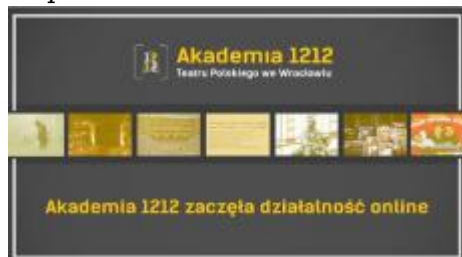 Akademia 1212
Teatru Polskiego we Wrocławiu
Akademia 1212 zaczęła działalność online